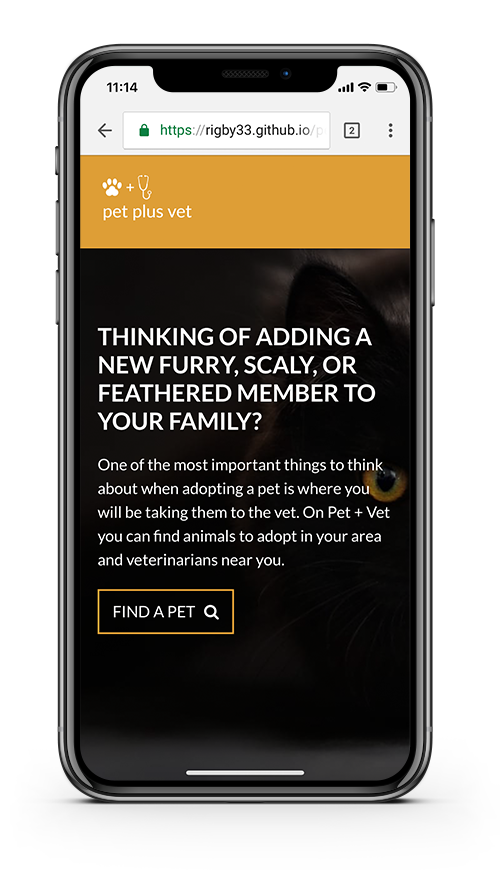 11:14
https://rigby33.github.io/p
2
+
pet plus vet
THINKING OF ADDING A
NEW FURRY, SCALY, OR
FEATHERED MEMBER TO
YOUR FAMILY?
One of the most important things to think
about when adopting a pet is where you
will be taking them to the vet. On Pet + Vet
you can find animals to adopt in your area
and veterinarians near you.
FIND A PET